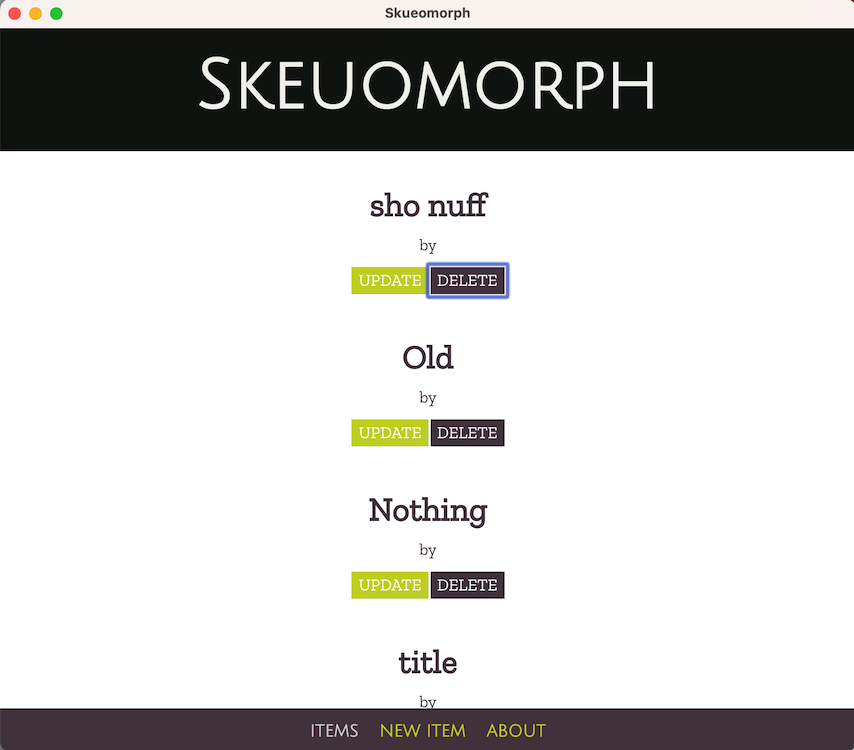 Skueomorph
SKEUOMORPH
sho nuff
by
UPDATE DELETE
Old
by
UPDATE DELETE
Nothing
by
UPDATE DELETE
title
by
ITEMS NEW ITEM ABOUT